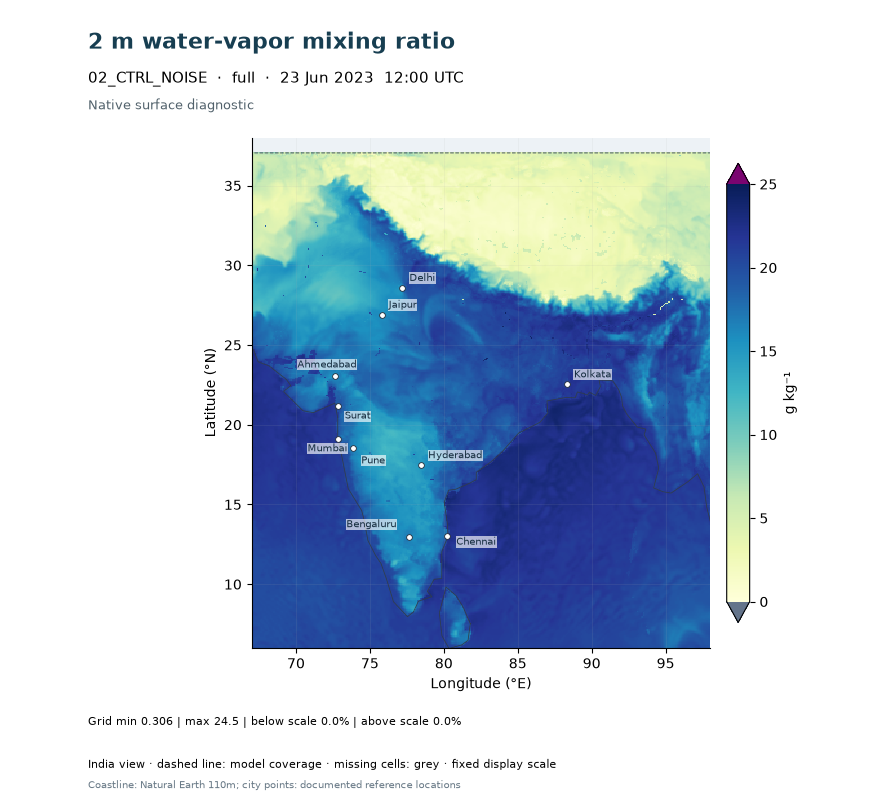 2 m water-vapor mixing ratio
02_CTRL_NOISE · full · 23 Jun 2023 12:00 UTC
Native surface diagnostic
35
30
25
20
15
10
Latitude (°N)
Delhi
Jaipur
Ahmedabad
Kolkata
Surat
Mumbai
Pune
Hyderabad
Bengaluru
Chennai
70
75
80
85
90
95
Longitude (°E)
25
20
15
10
5
0
g kg⁻¹
Grid min 0.306 | max 24.5 | below scale 0.0% | above scale 0.0%
India view · dashed line: model coverage · missing cells: grey · fixed display scale
Coastline: Natural Earth 110m; city points: documented reference locations